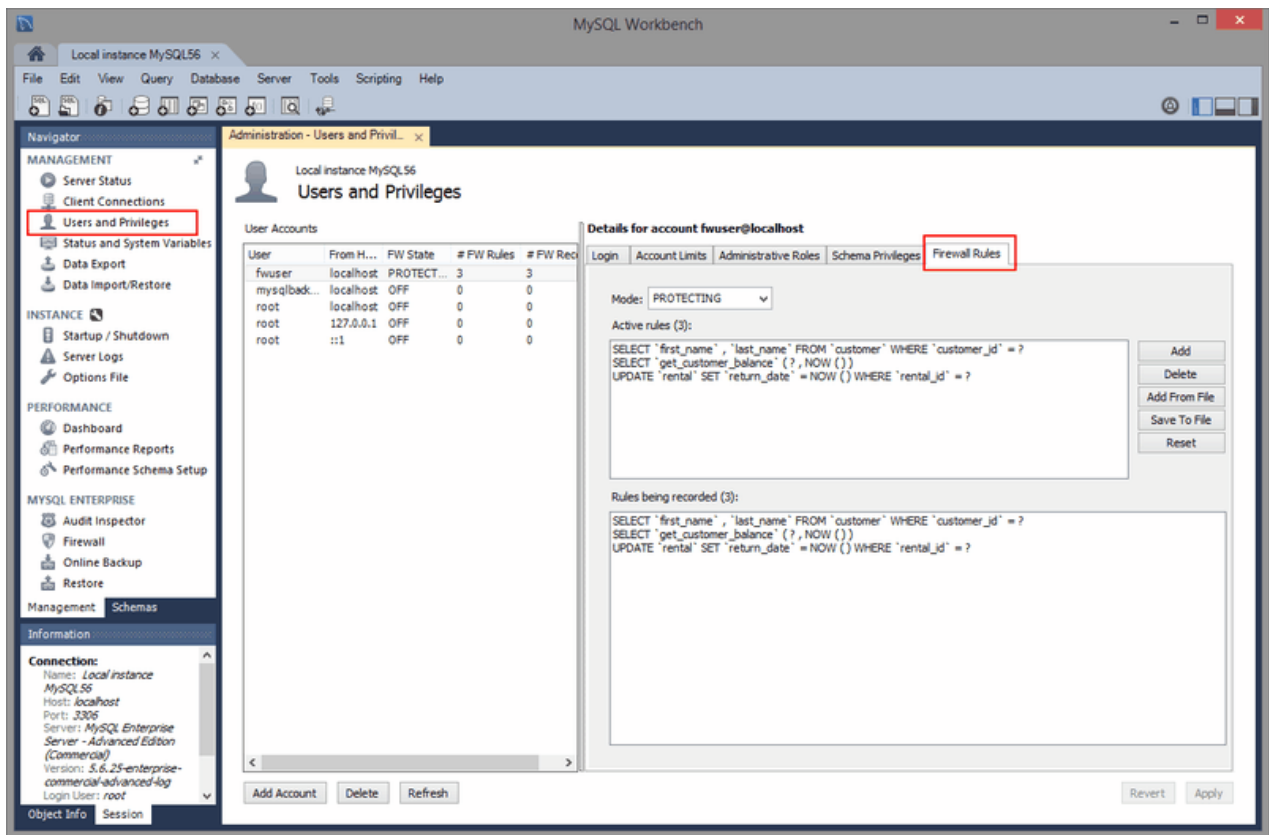 MySQL Workbench
Local instance MySQL56
File Edit View Query Database Server Tools Scripting Help
Navigator
MANAGEMENT
Server Status
Client Connections
Users and Privileges
Status and System Variables
Data Export
Data Import/Restore
INSTANCE
Startup / Shutdown
Server Logs
Options File
PERFORMANCE
Dashboard
Performance Reports
Performance Schema Setup
MYSQL ENTERPRISE
Audit Inspector
Firewall
Online Backup
Restore
Management Schemas
Information
Connection:
Name: Local instance
MySQL56
Host: localhost
Port: 3306
Server: MySQL Enterprise
Server - Advanced Edition
(Commercial)
Version: 5.6.25-enterprise-
commercial-advanced-log
Login User: root
Object Info Session
Administration - Users and Privil...
Local instance MySQL56
Users and Privileges
User Accounts
User From H... FW State # FW Rules # FW Rec
fwuser localhost PROTECT... 3 3
mysqlback... localhost OFF 0 0
root localhost OFF 0 0
root 127.0.0.1 OFF 0 0
root ::1 OFF 0 0
Add Account Delete Refresh
Details for account fwuser@localhost
Login Account Limits Administrative Roles Schema Privileges Firewall Rules
Mode: PROTECTING
Active rules (3):
SELECT `first_name` , `last_name` FROM `customer` WHERE `customer_id` = ?
SELECT `get_customer_balance` ( ? , NOW ( ) )
UPDATE `rental` SET `return_date` = NOW ( ) WHERE `rental_id` = ?
Add
Delete
Add From File
Save To File
Reset
Rules being recorded (3):
SELECT `first_name` , `last_name` FROM `customer` WHERE `customer_id` = ?
SELECT `get_customer_balance` ( ? , NOW ( ) )
UPDATE `rental` SET `return_date` = NOW ( ) WHERE `rental_id` = ?
Revert Apply